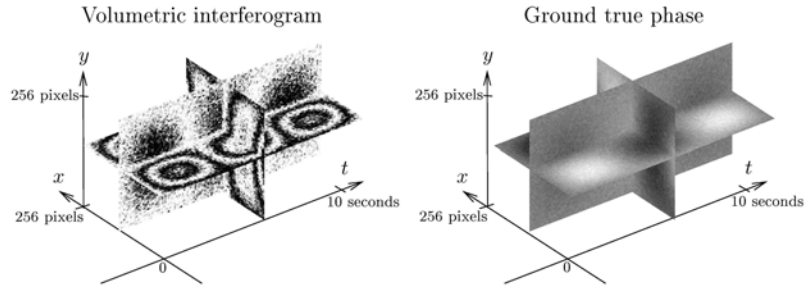 Volumetric interferogram
y
256 pixels
x
t
10 seconds
256 pixels
0
Ground true phase
y
256 pixels
x
t
10 seconds
256 pixels
0